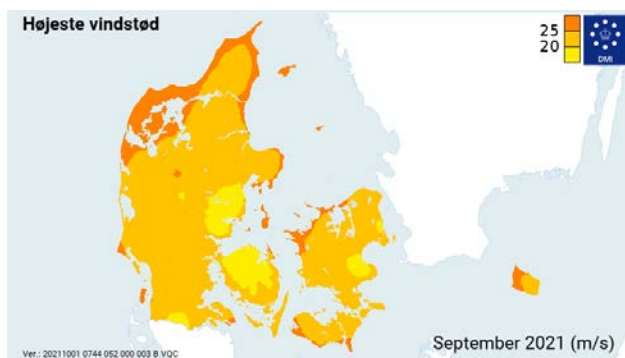 Højeste vindstød
25
20
DMI
September 2021 (m/s)
Ver.: 20211001 0744 052 000 003 B VQC